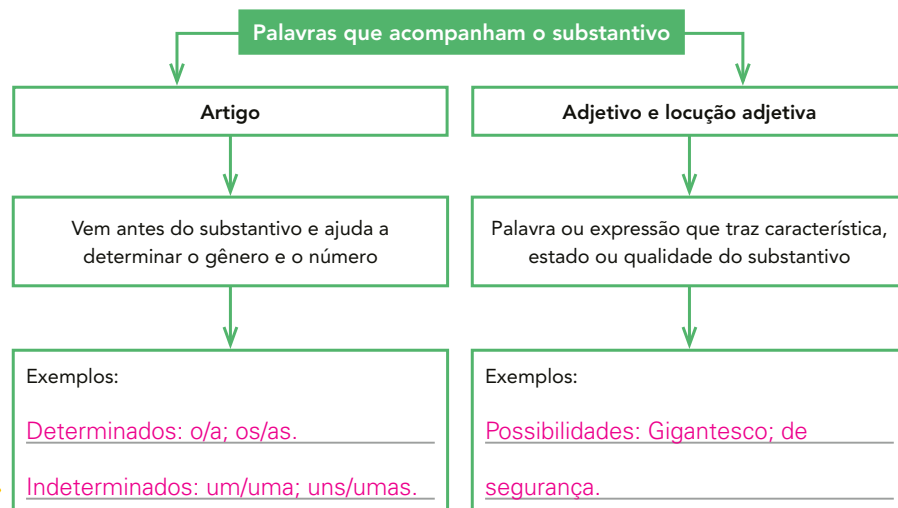 Palavras que acompanham o substantivo
Artigo
Vem antes do substantivo e ajuda a
determinar o gênero e o número
Exemplos:
Determinados: o/a; os/as.
Indeterminados: um/uma; uns/umas.
Adjetivo e locução adjetiva
Palavra ou expressão que traz característica,
estado ou qualidade do substantivo
Exemplos:
Possibilidades: Gigantesco; de
segurança.